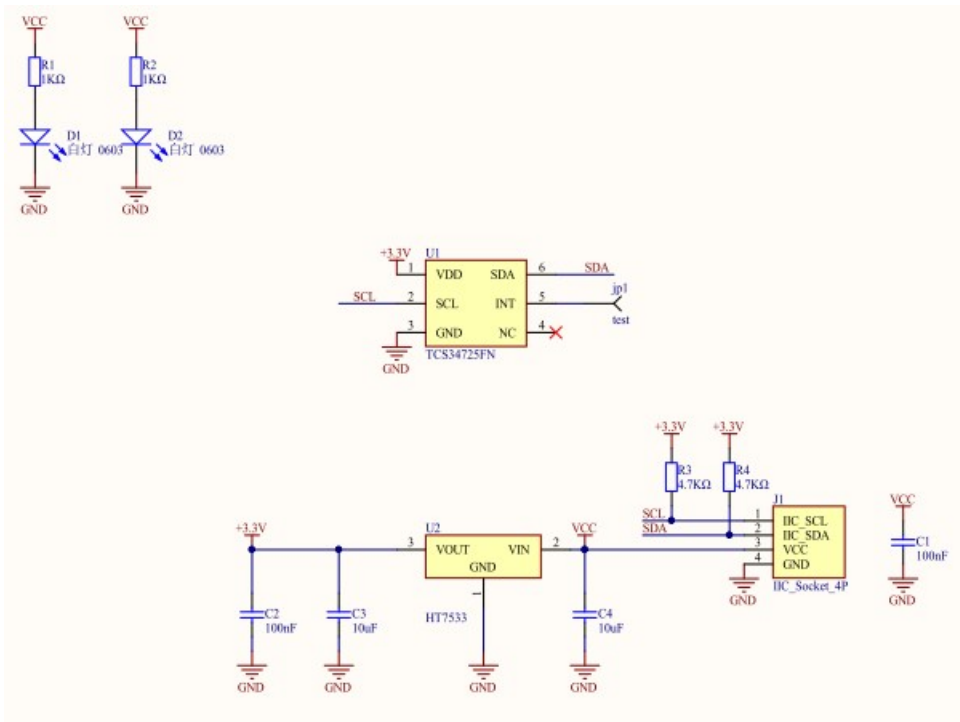 VCC
VCC
R1
1KΩ
R2
1KΩ
D1
白灯 0603
D2
白灯 0603
GND
GND
+3.3V
U1
1
VDD
SDA
6
SDA
SCL
2
SCL
INT
5
jp1
test
3
GND
NC
4
TCS34725FN
GND
+3.3V
+3.3V
R3
4.7KΩ
R4
4.7KΩ
J1
SCL
1
IIC_SCL
SDA
2
IIC_SDA
3
VCC
4
GND
IIC_Socket_4P
GND
VCC
C1
100nF
GND
+3.3V
U2
VCC
3
VOUT
VIN
2
GND
1
HT7533
C2
100nF
C3
10uF
C4
10uF
GND
GND
GND
GND